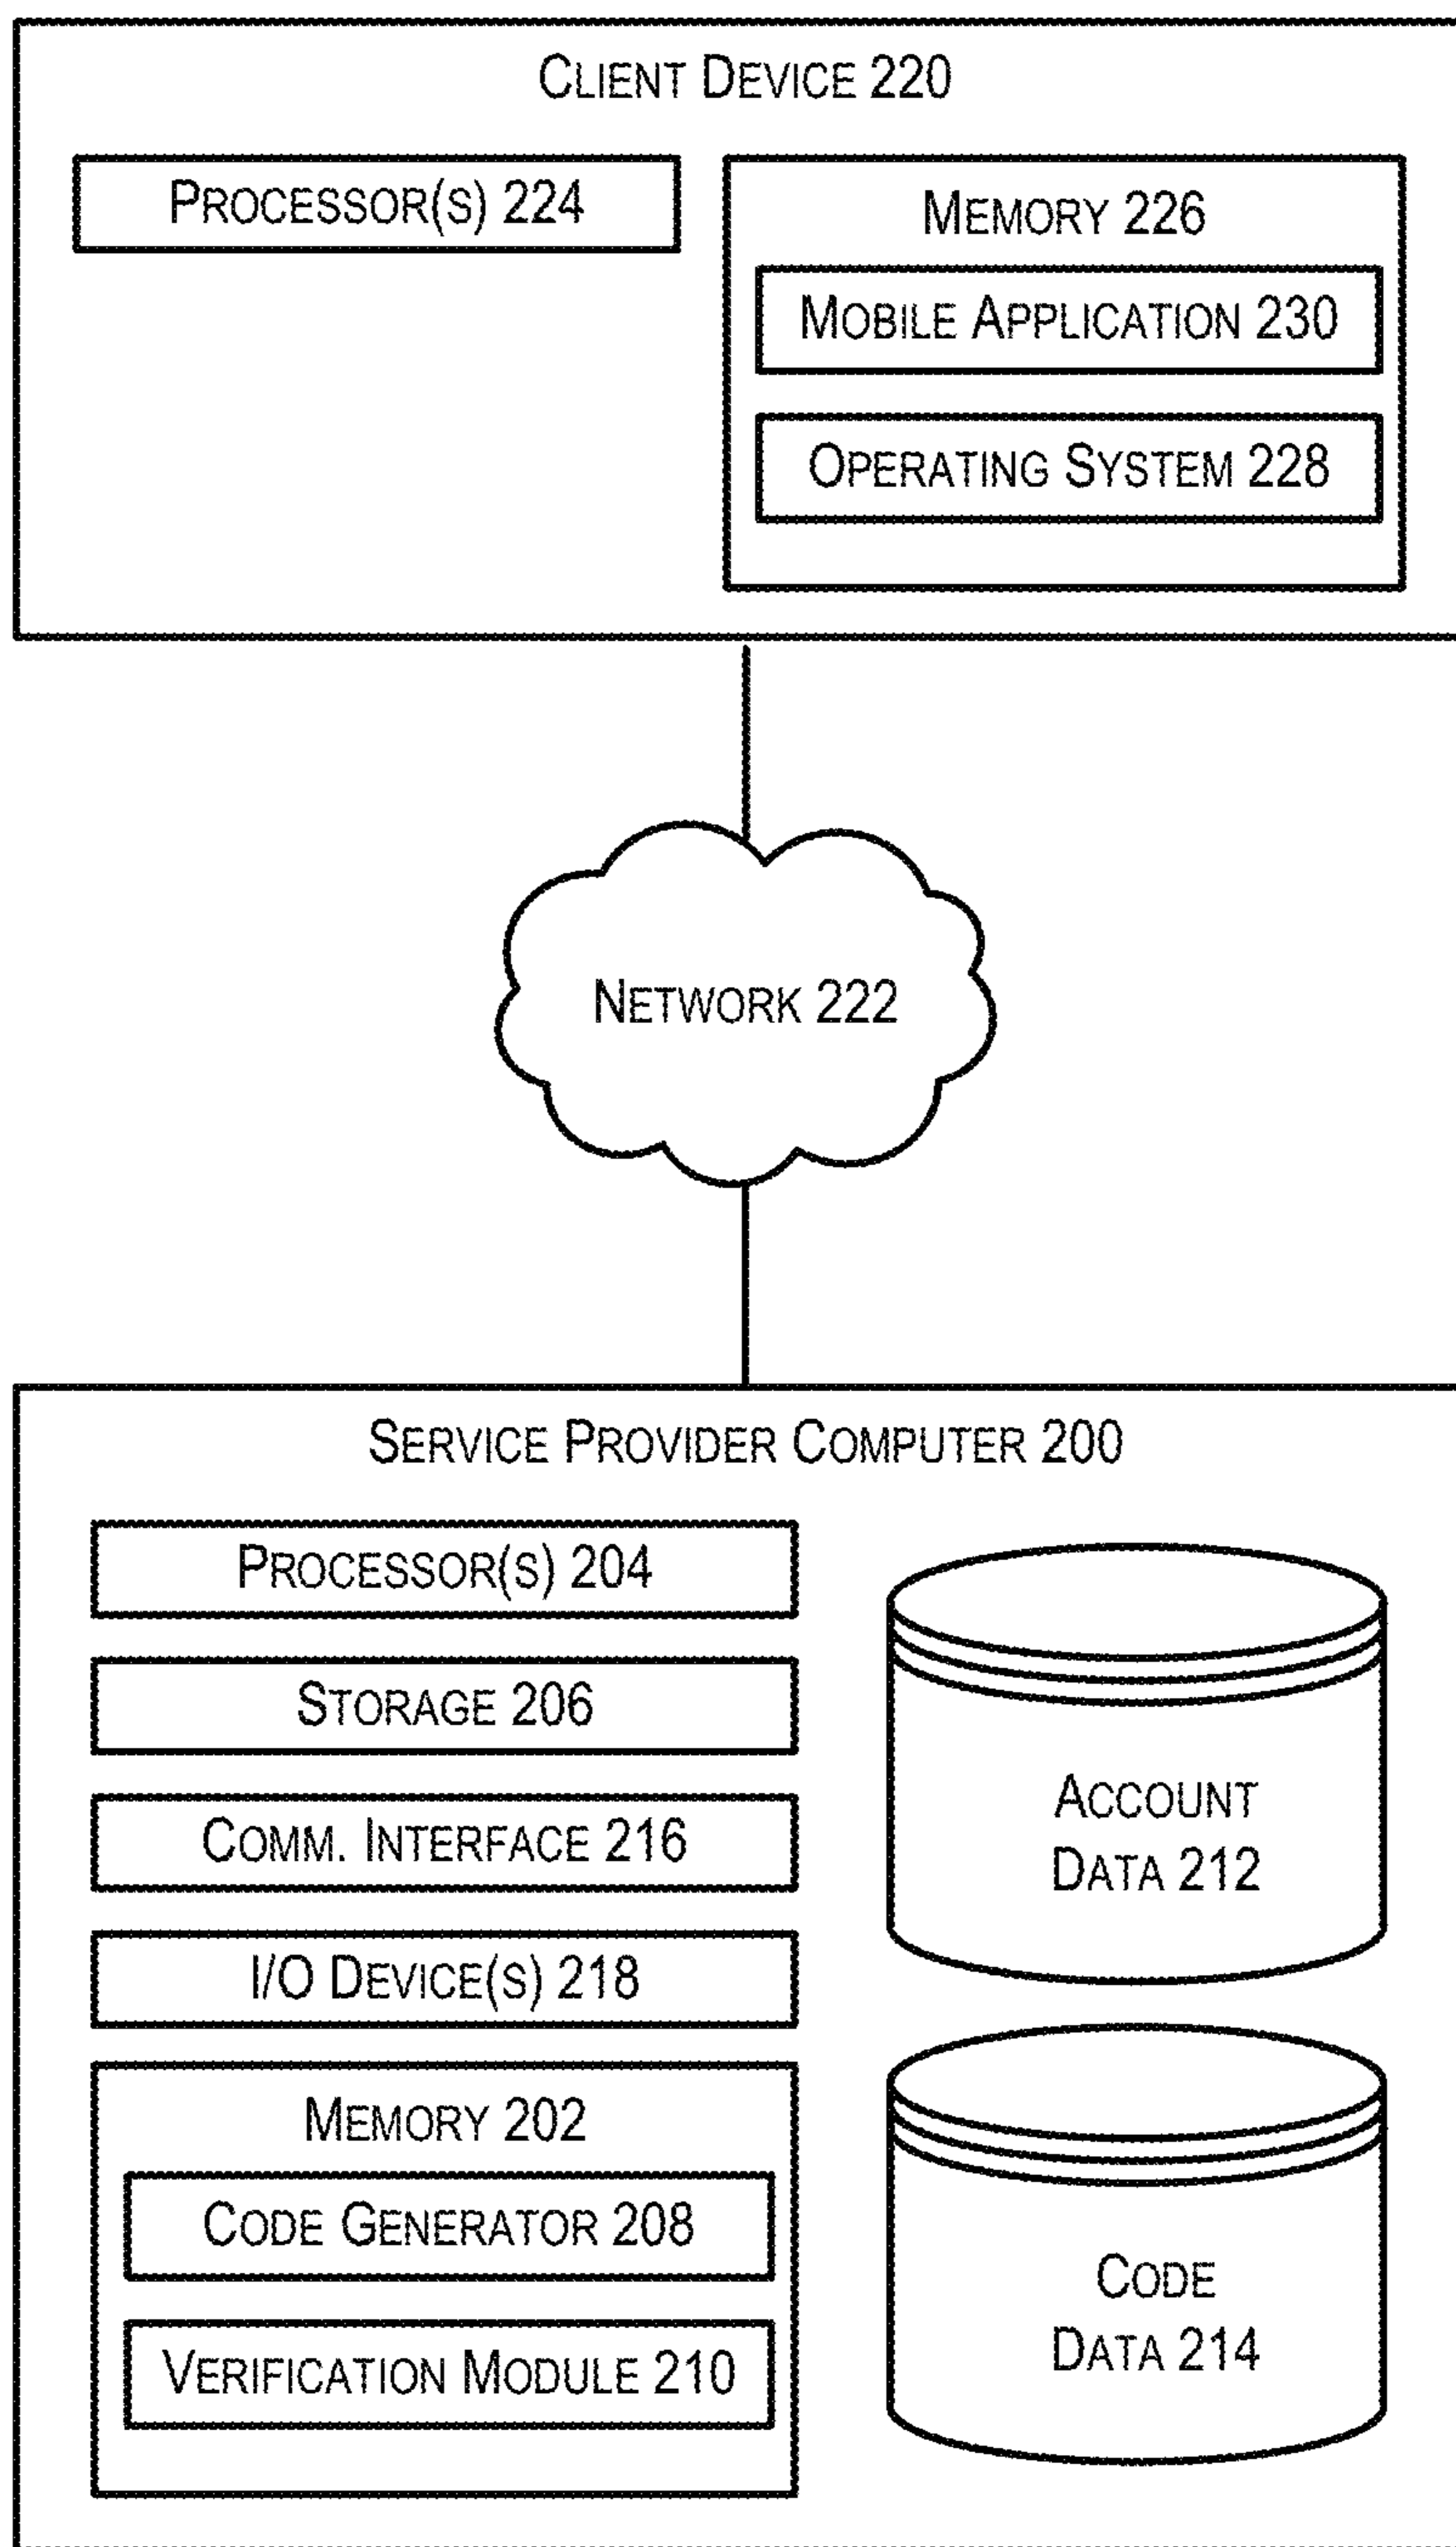 CLIENT DEVICE 220
PROCESSOR(S) 224
MEMORY 226
MOBILE APPLICATION 230
OPERATING SYSTEM 228
NETWORK 222
SERVICE PROVIDER COMPUTER 200
PROCESSOR(S) 204
STORAGE 206
COMM. INTERFACE 216
I/O DEVICE(S) 218
MEMORY 202
CODE GENERATOR 208
VERIFICATION MODULE 210
ACCOUNT
DATA 212
CODE
DATA 214